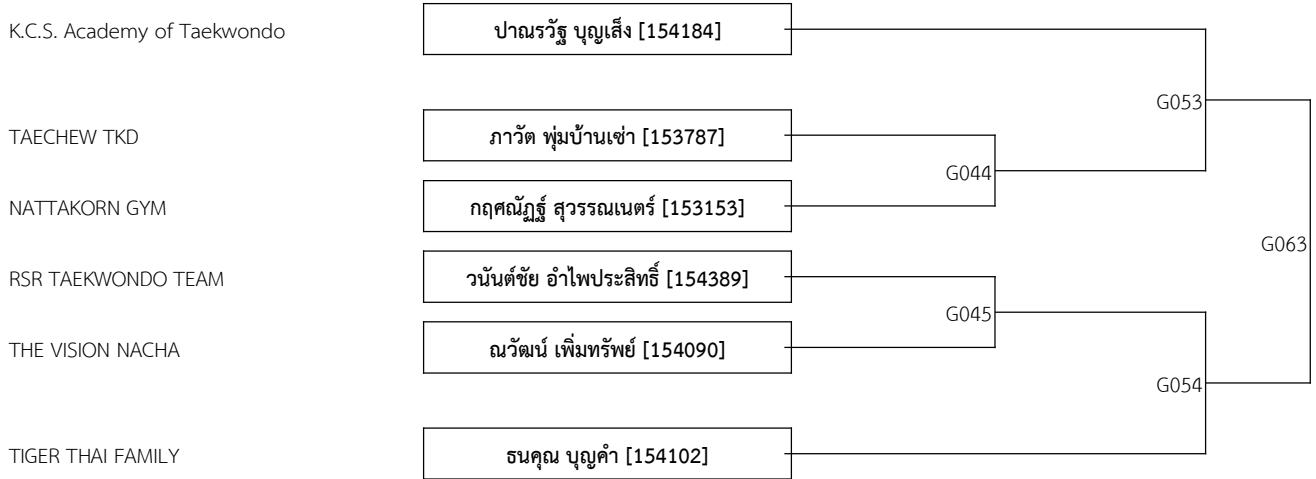 K.C.S. Academy of Taekwondo ปาณรวัฐ บุญเส็ง [154184]
G053
TAECHEW TKD ภาวัต พุ่มบ้านเซ่า [153787]
G044
NATTAKORN GYM กฤศณัฏฐ์ สุวรรณเนตร์ [153153]
G063
RSR TAEKWONDO TEAM วนันต์ชัย อำไพประสิทธิ์ [154389]
G045
THE VISION NACHA ณวัฒน์ เพิ่มทรัพย์ [154090]
G054
TIGER THAI FAMILY ธนคุณ บุญคำ [154102]